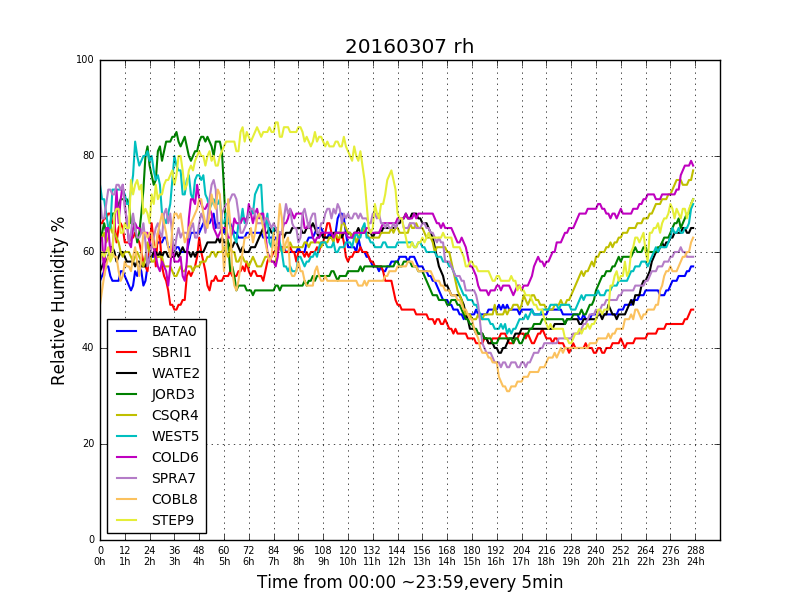 20160307 rh
100
80
60
40
20
0
Relative Humidity %
BATA0
SBRI1
WATE2
JORD3
CSQR4
WEST5
COLD6
SPRA7
COBL8
STEP9
0 12 24 36 48 60 72 84 96 108 120 132 144 156 168 180 192 204 216 228 240 252 264 276 288
0h 1h 2h 3h 4h 5h 6h 7h 8h 9h 10h 11h 12h 13h 14h 15h 16h 17h 18h 19h 20h 21h 22h 23h 24h
Time from 00:00 ~23:59,every 5min